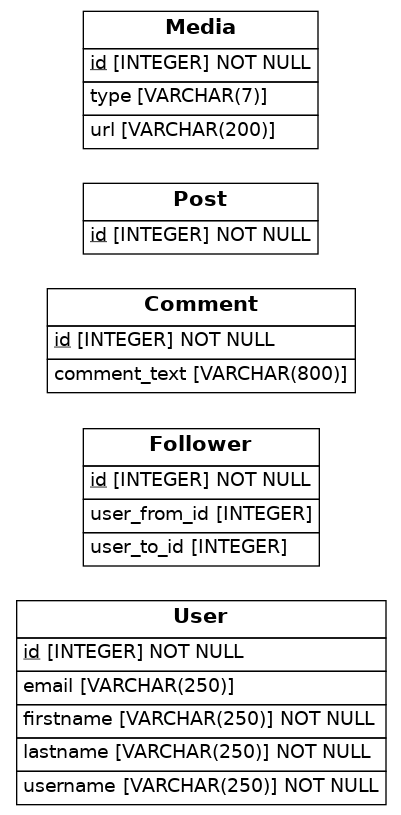 Media
id [INTEGER] NOT NULL
type [VARCHAR(7)]
url [VARCHAR(200)]
Post
id [INTEGER] NOT NULL
Comment
id [INTEGER] NOT NULL
comment_text [VARCHAR(800)]
Follower
id [INTEGER] NOT NULL
user_from_id [INTEGER]
user_to_id [INTEGER]
User
id [INTEGER] NOT NULL
email [VARCHAR(250)]
firstname [VARCHAR(250)] NOT NULL
lastname [VARCHAR(250)] NOT NULL
username [VARCHAR(250)] NOT NULL